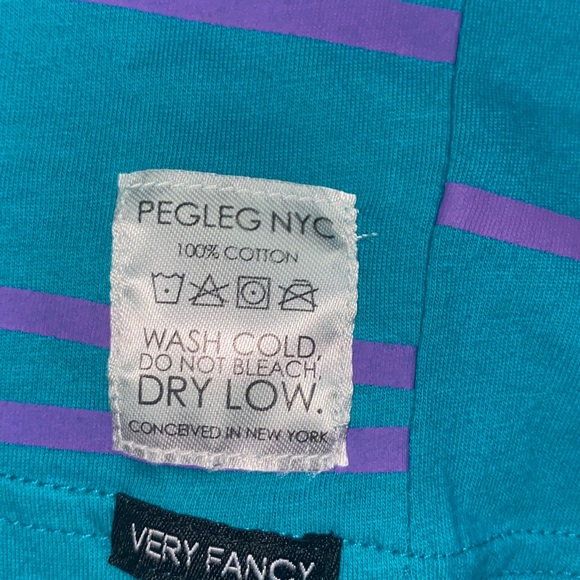 PEGLEG NYC
100% COTTON
WASH COLD,
DO NOT BLEACH,
DRY LOW.
CONCEIVED IN NEW YORK
VERY FANCY